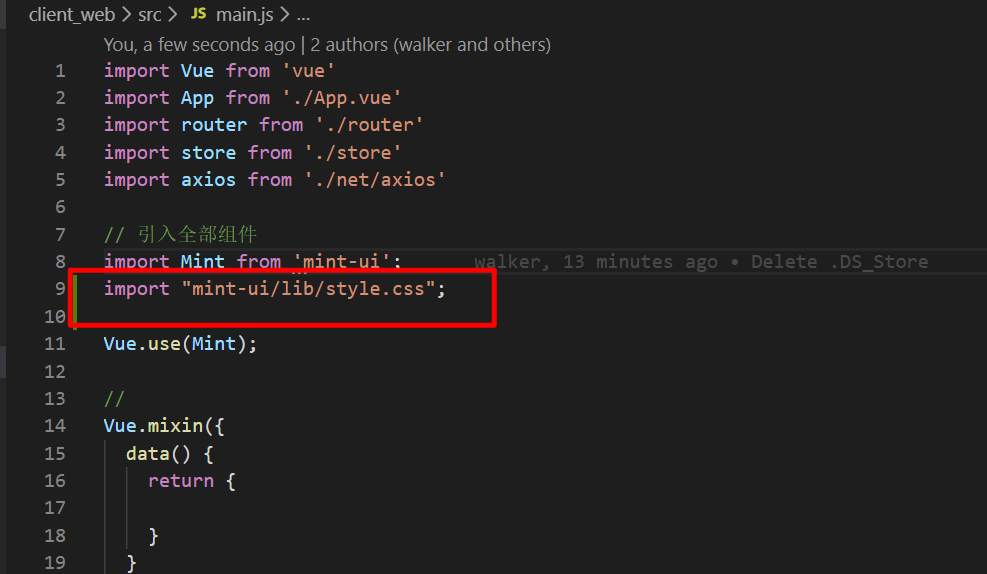 client_web > src > JS main.js > ...
You, a few seconds ago | 2 authors (walker and others)
1 import Vue from 'vue'
2 import App from './App.vue'
3 import router from './router'
4 import store from './store'
5 import axios from './net/axios'
6
7 // 引入全部组件
8 import Mint from 'mint-ui'; walker, 13 minutes ago • Delete .DS_Store
9 import "mint-ui/lib/style.css";
10
11 Vue.use(Mint);
12
13 //
14 Vue.mixin({
15 data() {
16 return {
17
18 }
19 }